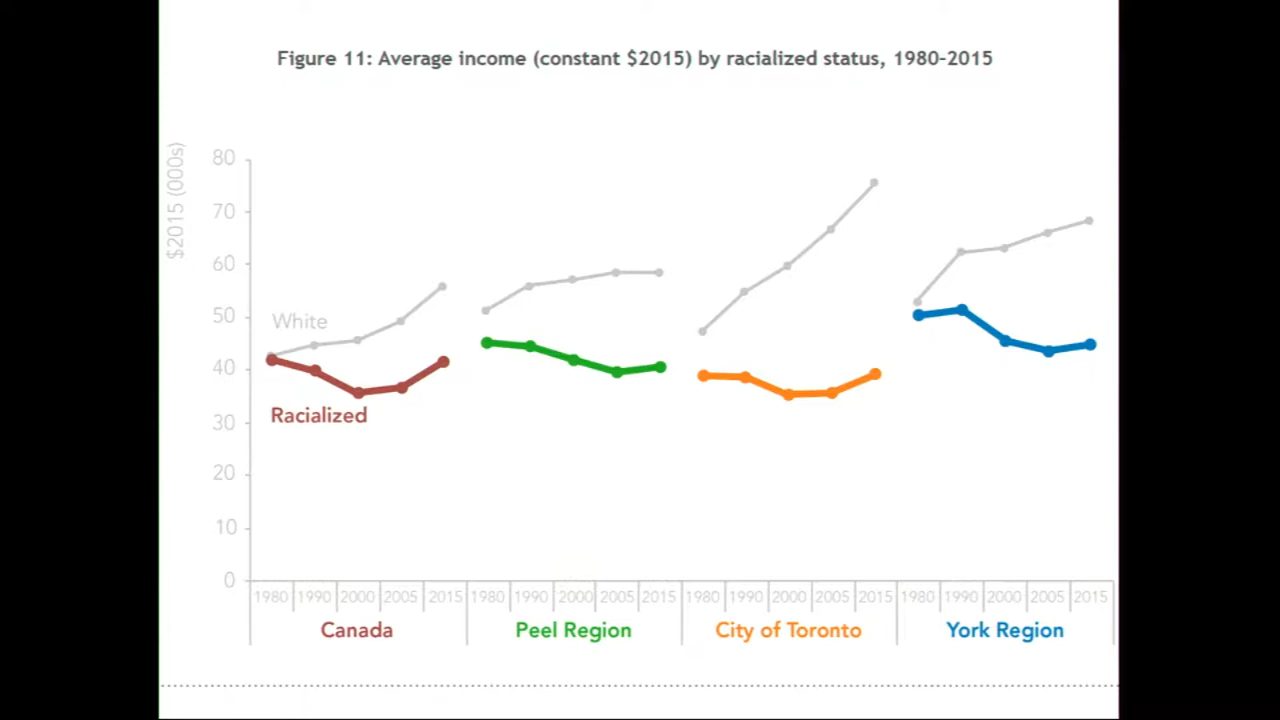 Figure 11: Average income (constant $2015) by racialized status, 1980-2015
$2015 (000s)
80
70
60
50
40
30
20
10
0
White
Racialized
1980 1990 2000 2005 2015 1980 1990 2000 2005 2015 1980 1990 2000 2005 2015 1980 1990 2000 2005 2015
Canada Peel Region City of Toronto York Region